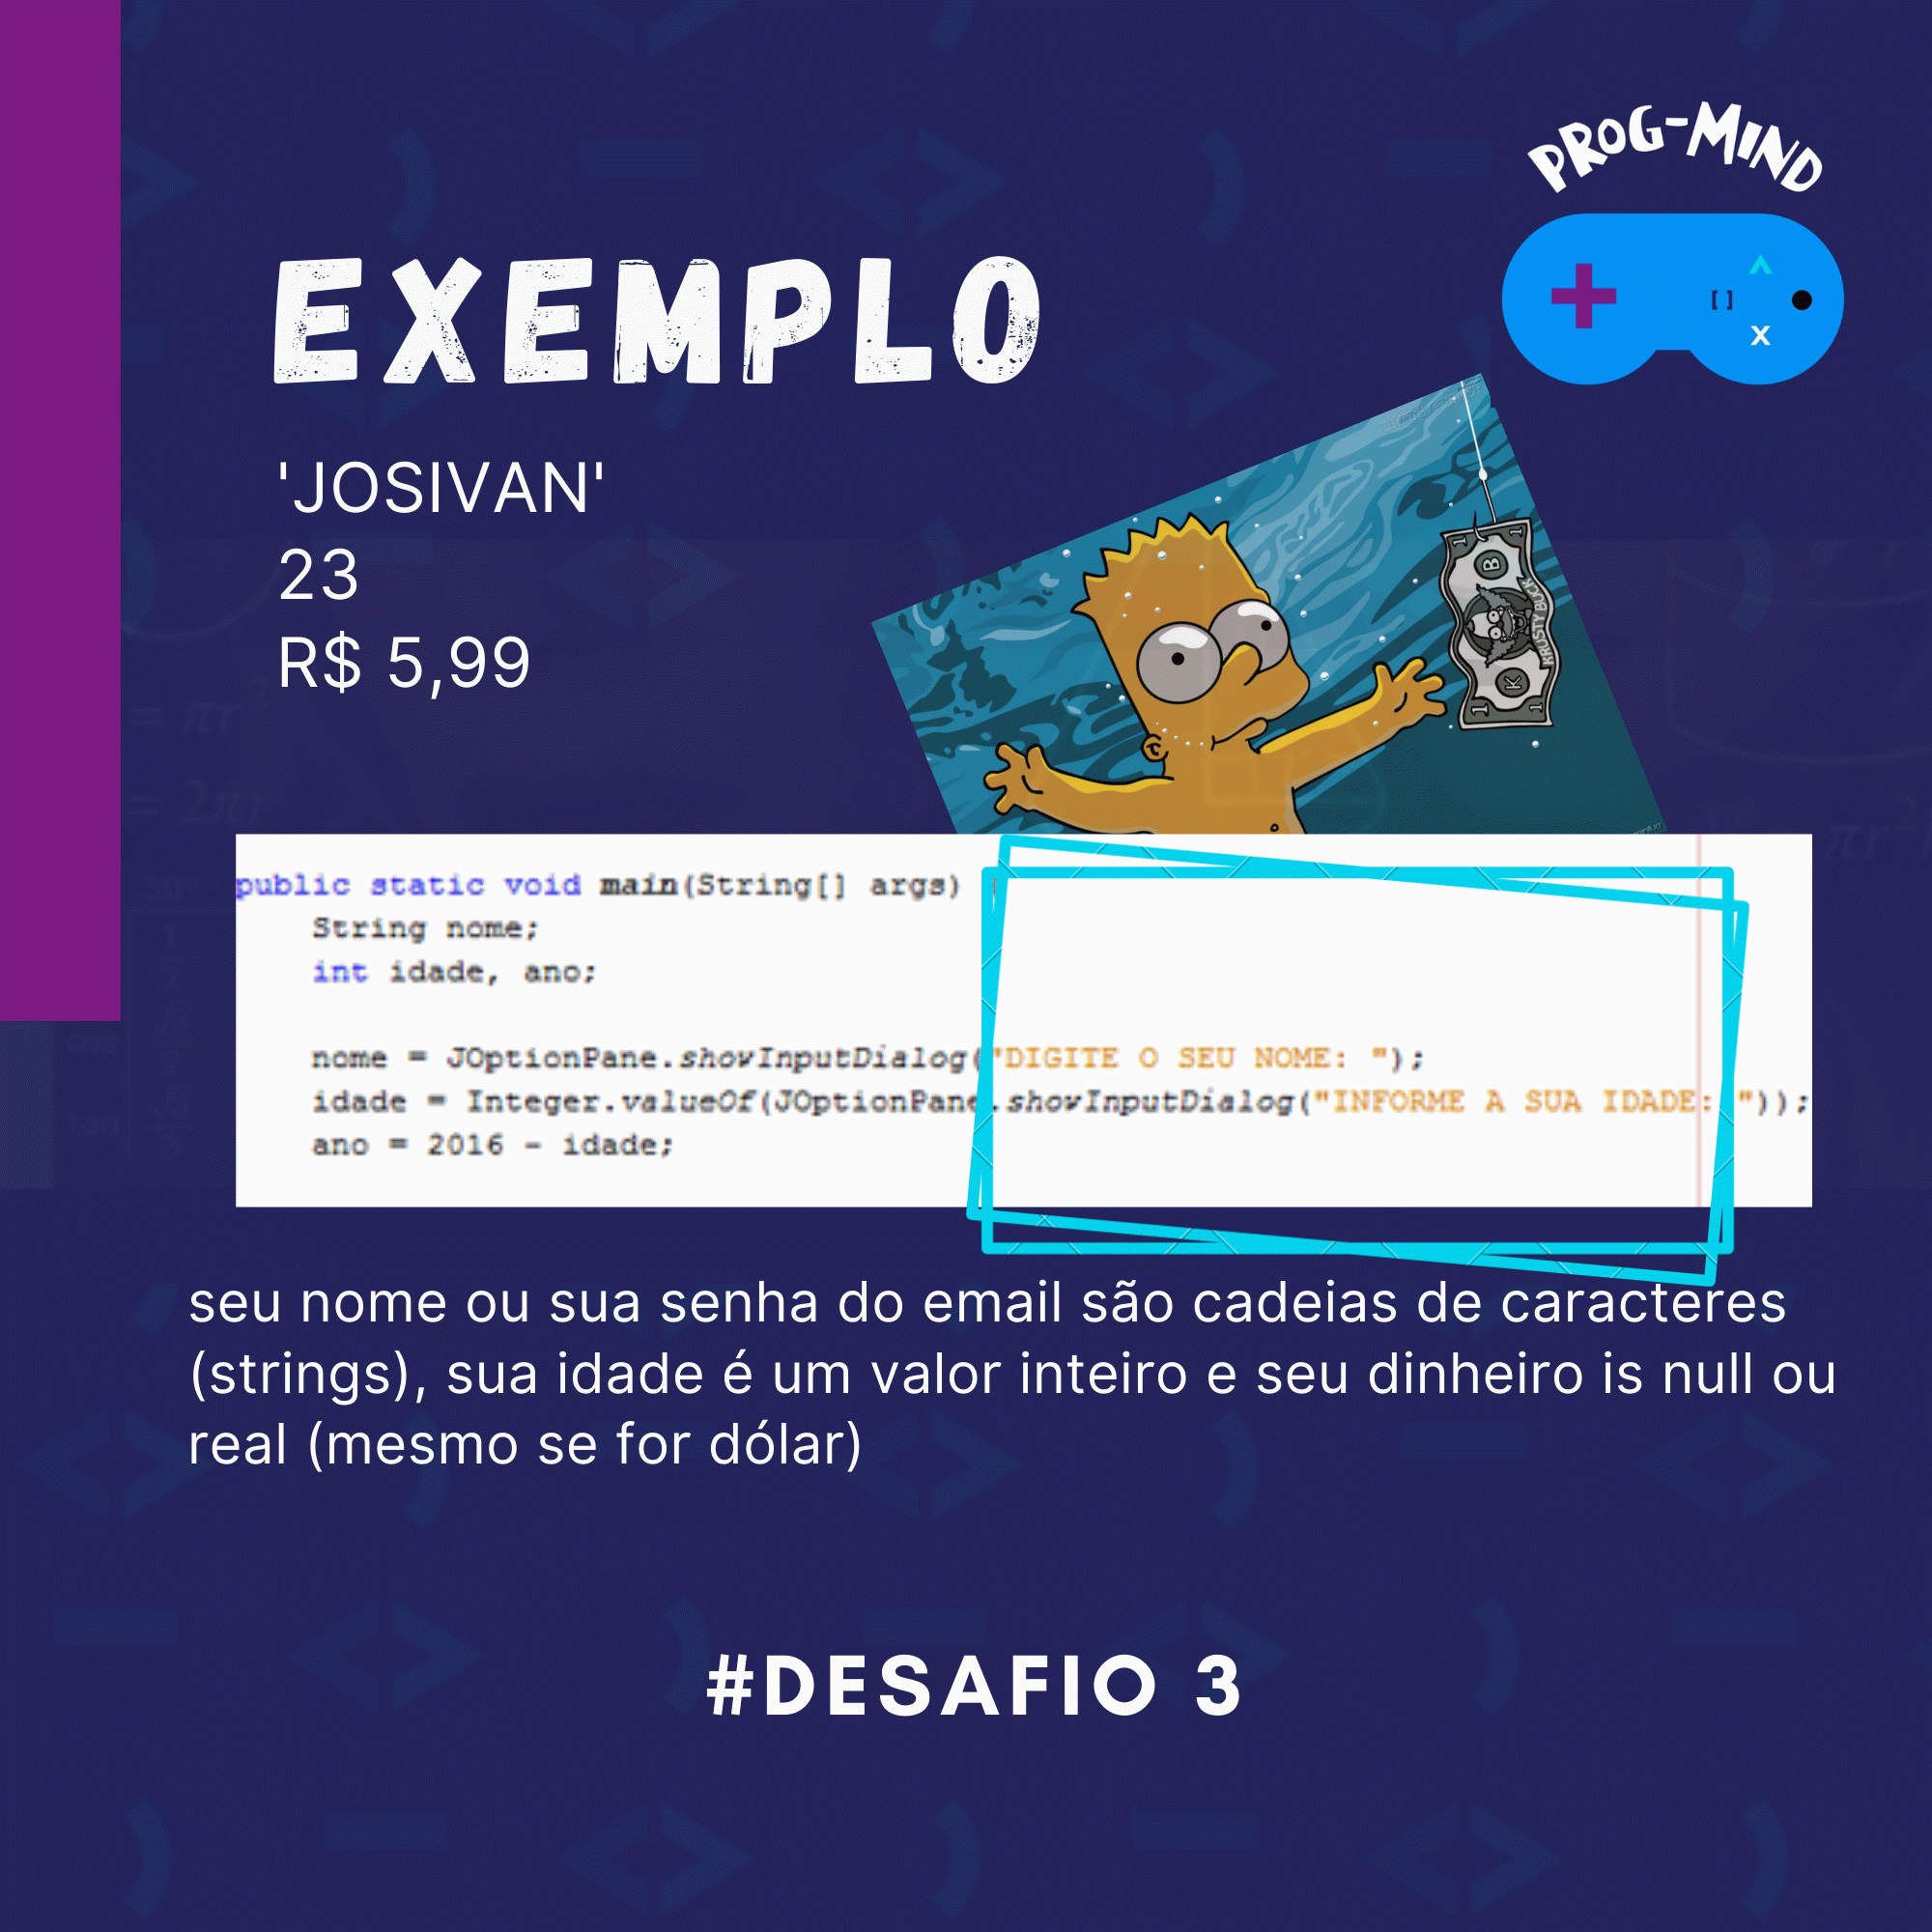 PROG-MIND
[ ]
X
EXEMPLO
'JOSIVAN'
23
R$ 5,99
KRUSTY BUCK
public static void main(String[] args)
String nome;
int idade, ano;
nome = JOptionPane.showInputDialog("DIGITE O SEU NOME: ");
idade = Integer.valueOf(JOptionPane.showInputDialog("INFORME A SUA IDADE: "));
ano = 2016 - idade;
seu nome ou sua senha do email são cadeias de caracteres
(strings), sua idade é um valor inteiro e seu dinheiro is null ou
real (mesmo se for dólar)
#DESAFIO 3